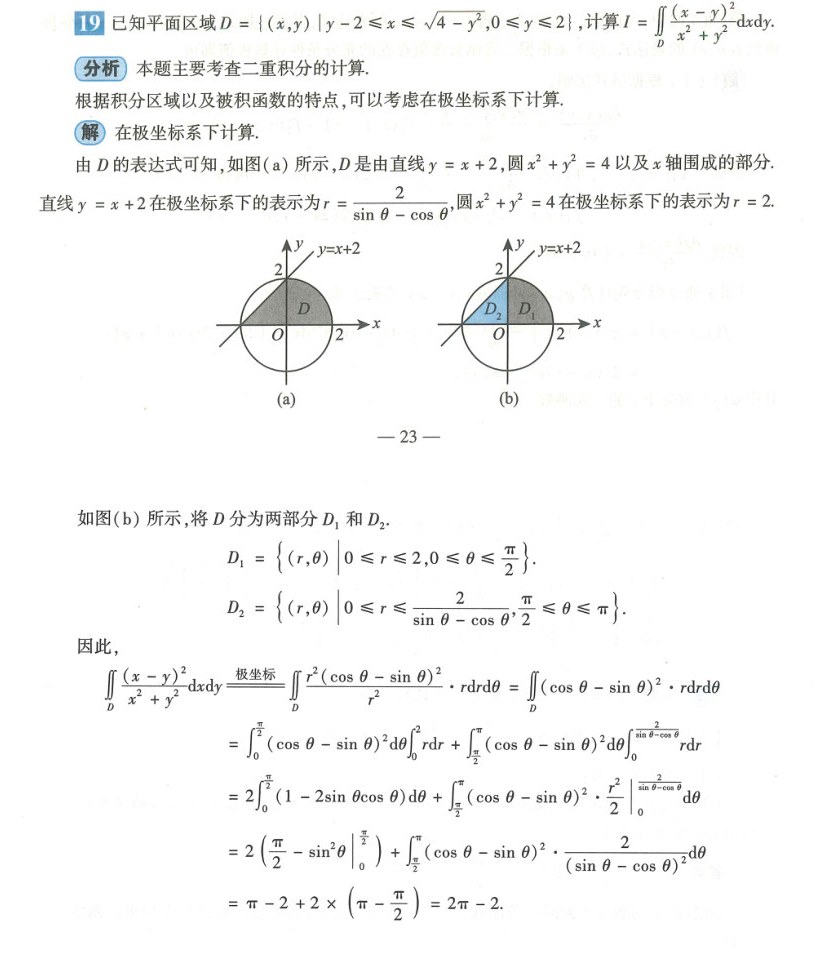 19 已知平面区域 D = {(x,y) | y - 2 ≤ x ≤ √(4 - y²), 0 ≤ y ≤ 2}, 计算 I = ∬_D (x - y)²/(x² + y²) dxdy.
分析 本题主要考查二重积分的计算.
根据积分区域以及被积函数的特点,可以考虑在极坐标系下计算.
解 在极坐标系下计算.
由 D 的表达式可知,如图(a) 所示,D 是由直线 y = x + 2,圆 x² + y² = 4 以及 x 轴围成的部分.
直线 y = x + 2 在极坐标系下的表示为 r = 2/(sin θ - cos θ),圆 x² + y² = 4 在极坐标系下的表示为 r = 2.
y y=x+2 2 D O 2 x
(a)
y y=x+2 2 D₂ D₁ O 2 x
(b)
— 23 —
如图(b) 所示,将 D 分为两部分 D₁ 和 D₂.
D₁ = {(r,θ) | 0 ≤ r ≤ 2, 0 ≤ θ ≤ π/2}.
D₂ = {(r,θ) | 0 ≤ r ≤ 2/(sin θ - cos θ), π/2 ≤ θ ≤ π}.
因此,
∬_D (x - y)²/(x² + y²) dxdy ==极坐标== ∬_D r²(cos θ - sin θ)²/r² · rdrdθ = ∬_D (cos θ - sin θ)² · rdrdθ
= ∫_0^{π/2} (cos θ - sin θ)²dθ ∫_0^2 rdr + ∫_{π/2}^π (cos θ - sin θ)²dθ ∫_0^{2/(sin θ-cos θ)} rdr
= 2∫_0^{π/2} (1 - 2sin θcos θ)dθ + ∫_{π/2}^π (cos θ - sin θ)² · r²/2 |_0^{2/(sin θ-cos θ)} dθ
= 2(π/2 - sin²θ |_0^{π/2}) + ∫_{π/2}^π (cos θ - sin θ)² · 2/(sin θ - cos θ)² dθ
= π - 2 + 2 × (π - π/2) = 2π - 2.